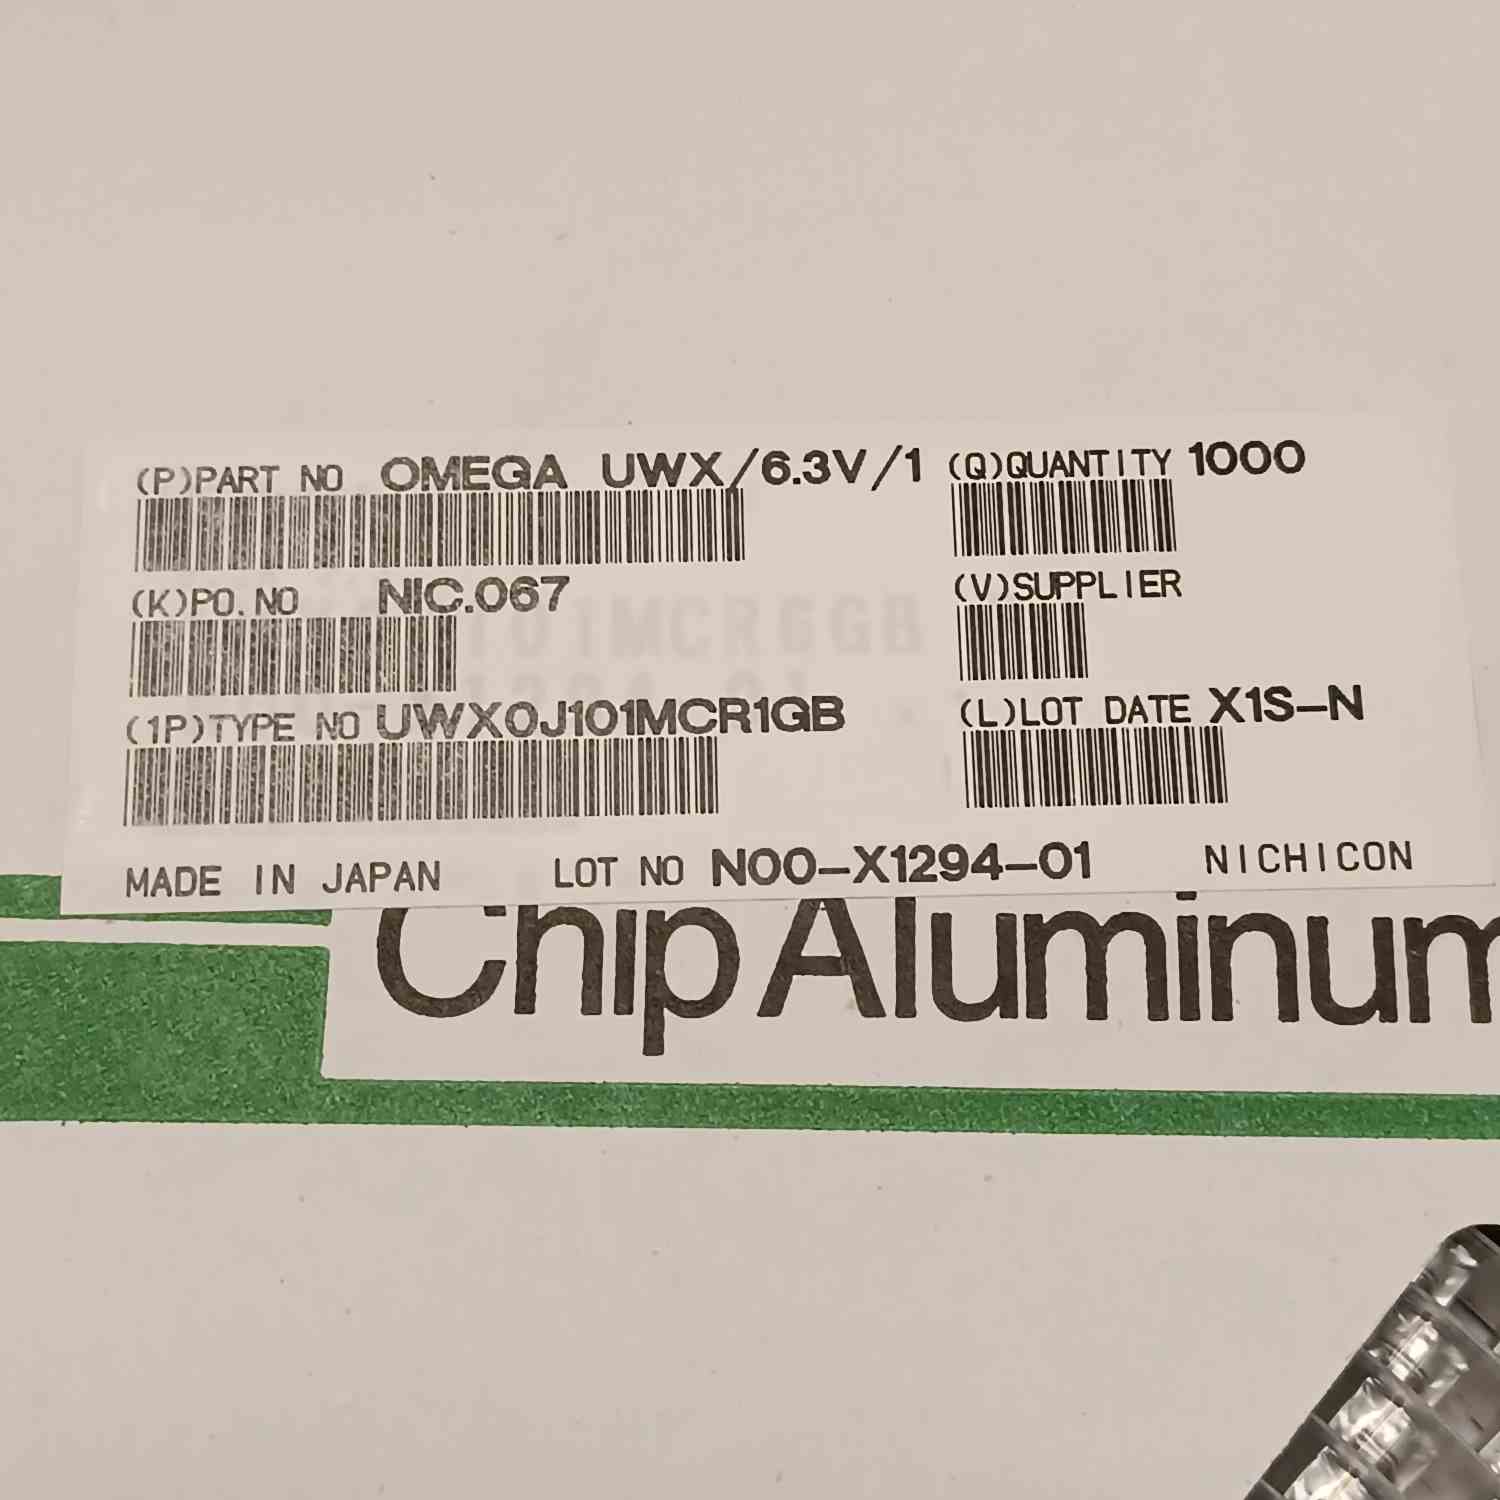 (P)PART NO OMEGA UWX/6.3V/1 (Q)QUANTITY 1000
(K)PO.NO NIC.067 (V)SUPPLIER
101MCR6GB
(1P)TYPE NO UWX0J101MCR1GB (L)LOT DATE X1S-N
MADE IN JAPAN LOT NO N00-X1294-01 NICHICON
Chip Aluminum